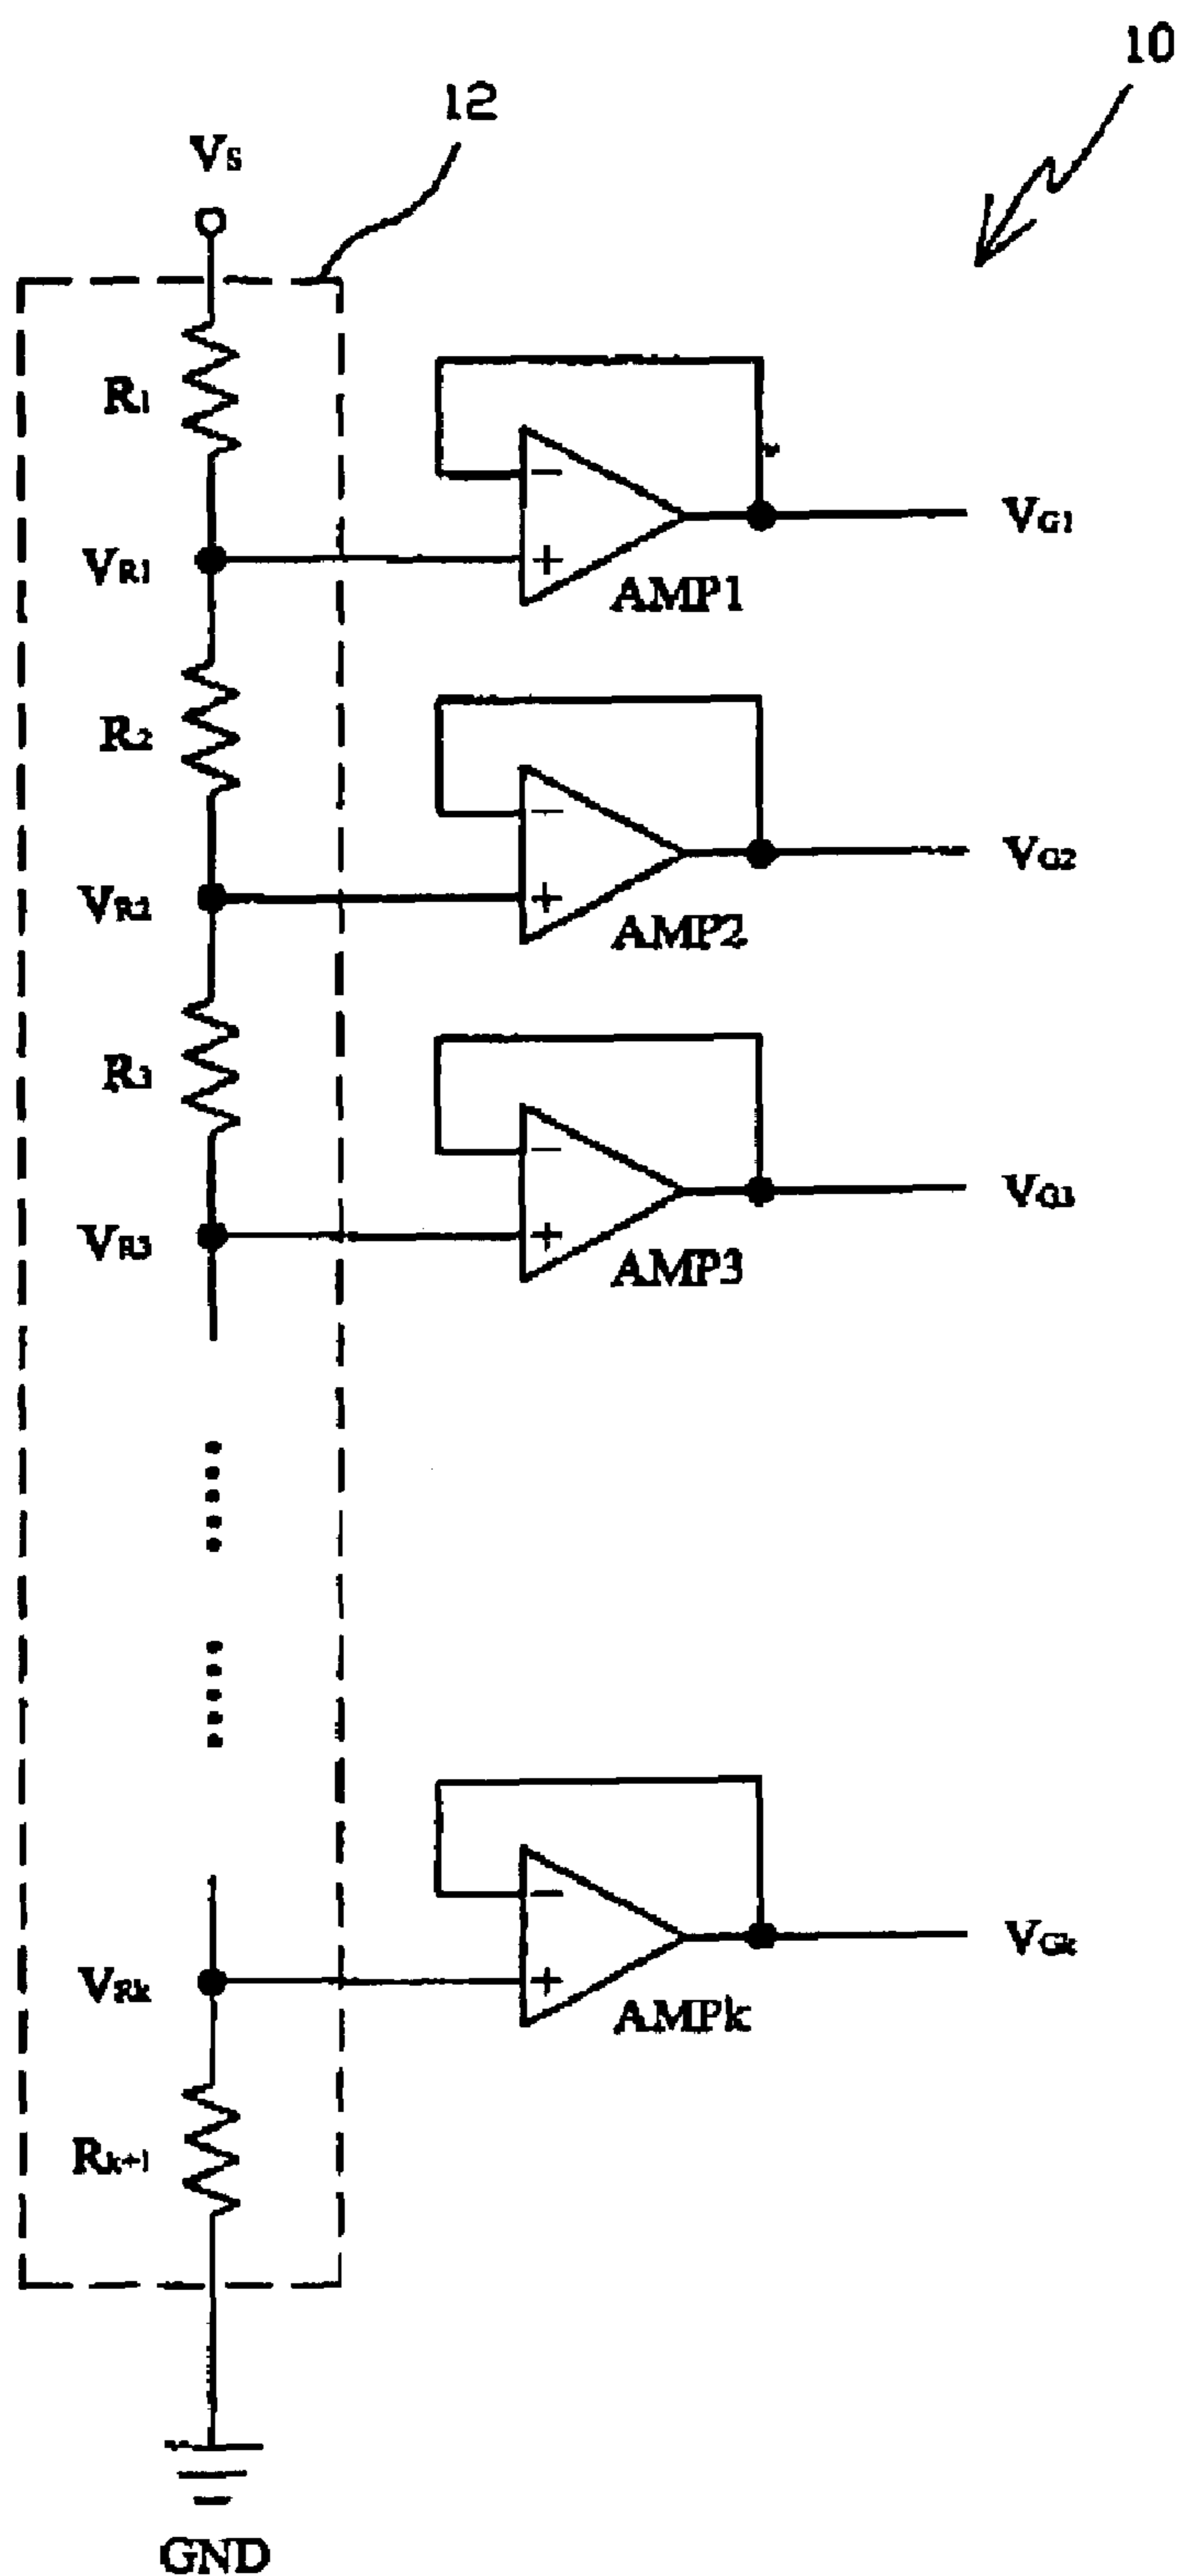 10
12
VS
R1
−
+
VR1
AMP1
VG1
R2
−
+
VR2
AMP2
VG2
R3
−
+
VR3
AMP3
VG3
−
+
VRk
AMPk
VGk
Rk+1
GND